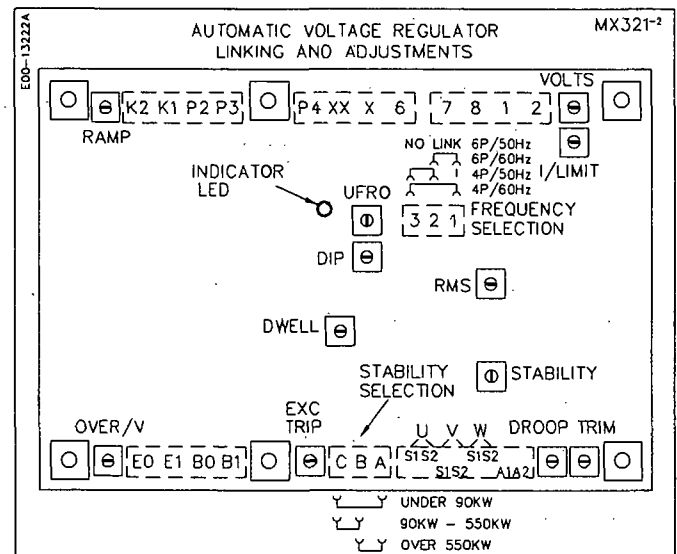 E00-13222A
AUTOMATIC VOLTAGE REGULATOR
LINKING AND ADJUSTMENTS
MX321-2
VOLTS
K2 K1 P2 P3
P4 XX X 6
7 8 1 2
RAMP
I/LIMIT
NO LINK 6P/50Hz
6P/60Hz
4P/50Hz
4P/60Hz
INDICATOR
LED
UFRO
3 2 1
FREQUENCY
SELECTION
DIP
RMS
DWELL
STABILITY
SELECTION
STABILITY
OVER/V
EXC
TRIP
U V W
DROOP TRIM
E0 E1 B0 B1
C B A
S1S2 S1S2
S1S2 A1A2
UNDER 90KW
90KW - 550KW
OVER 550KW